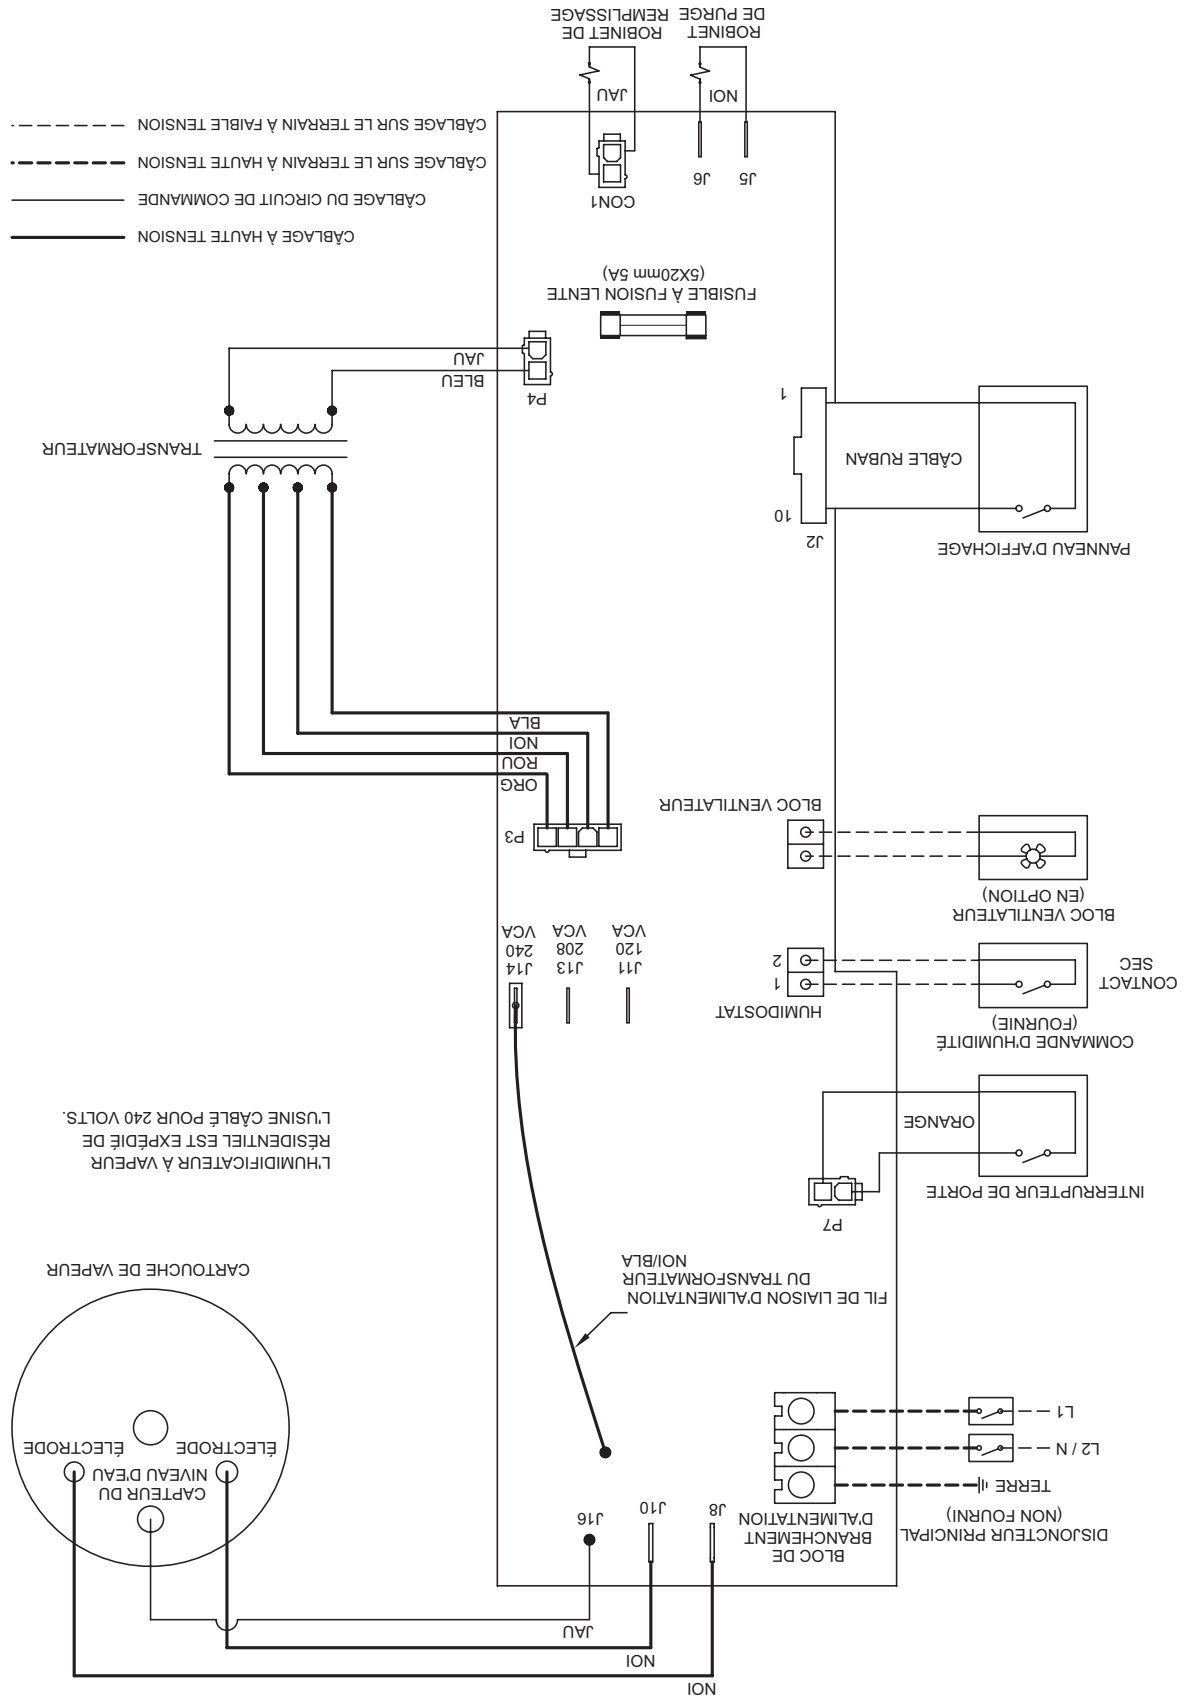 NOI
NOI
JAU
DISJONCTEUR PRINCIPAL
(NON FOURNI)
TERRE
L2 / N
L1
BLOC DE
BRANCHEMENT
D'ALIMENTATION
J8
J10
J16
CAPTEUR DU
NIVEAU D'EAU
ÉLECTRODE
ÉLECTRODE
CARTOUCHE DE VAPEUR
FIL DE LIAISON D'ALIMENTATION
DU TRANSFORMATEUR
NOI/BLA
P7
INTERRUPTEUR DE PORTE
ORANGE
L'HUMIDIFICATEUR À VAPEUR
RÉSIDENTIEL EST EXPÉDIÉ DE
L'USINE CÂBLÉ POUR 240 VOLTS.
COMMANDE D'HUMIDITÉ
(FOURNIE)
CONTACT
SEC
HUMIDOSTAT
1
2
J11
120
VCA
J13
208
VCA
J14
240
VCA
BLOC VENTILATEUR
(EN OPTION)
BLOC VENTILATEUR
P3
ORG
ROU
NOI
BLA
PANNEAU D'AFFICHAGE
J2
10
CÂBLE RUBAN
1
TRANSFORMATEUR
P4
BLEU
JAU
FUSIBLE À FUSION LENTE
(5X20mm 5A)
CÂBLAGE À HAUTE TENSION
CÂBLAGE DU CIRCUIT DE COMMANDE
CÂBLAGE SUR LE TERRAIN À HAUTE TENSION
CÂBLAGE SUR LE TERRAIN À FAIBLE TENSION
J5
J6
CON1
NOI
JAU
ROBINET
DE PURGE
ROBINET DE
REMPLISSAGE